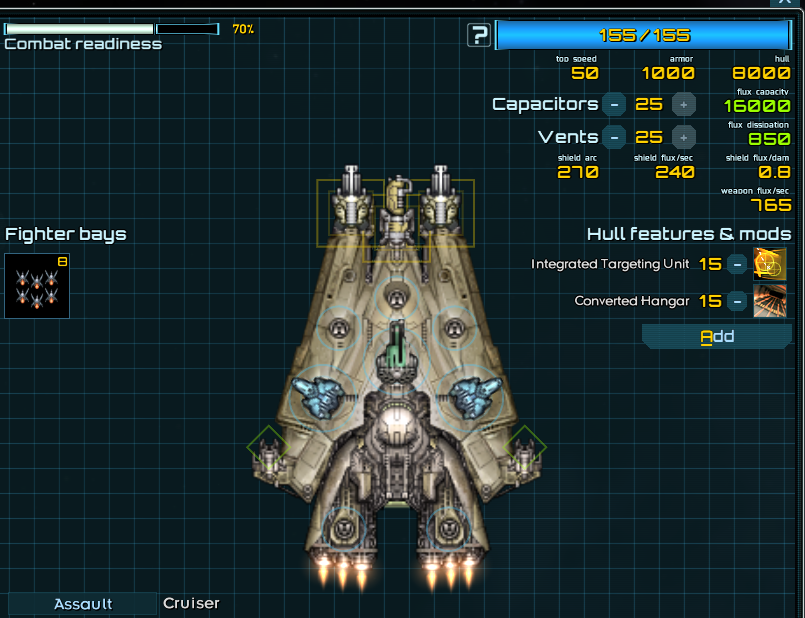 70%
Combat readiness
?
155/155
top speed armor hull
50 1000 8000
flux capacity
Capacitors - 25 + 16000
flux dissipation
Vents - 25 + 850
shield arc shield flux/sec shield flux/dam
270 240 0.8
weapon flux/sec
765
Fighter bays
Hull features & mods
8
Integrated Targeting Unit 15 -
Converted Hangar 15 -
Add
Assault Cruiser